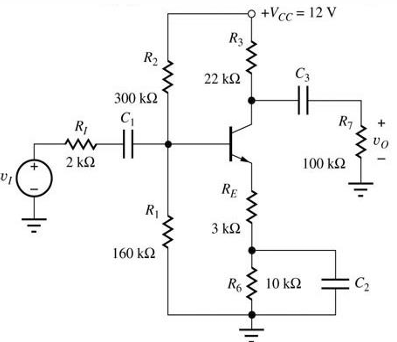 +V_CC = 12 V
R_3
22 kΩ
R_2
300 kΩ
C_3
C_1
R_I
2 kΩ
v_I
+
−
R_7
100 kΩ
+
v_O
−
R_E
3 kΩ
R_1
160 kΩ
R_6
10 kΩ
C_2